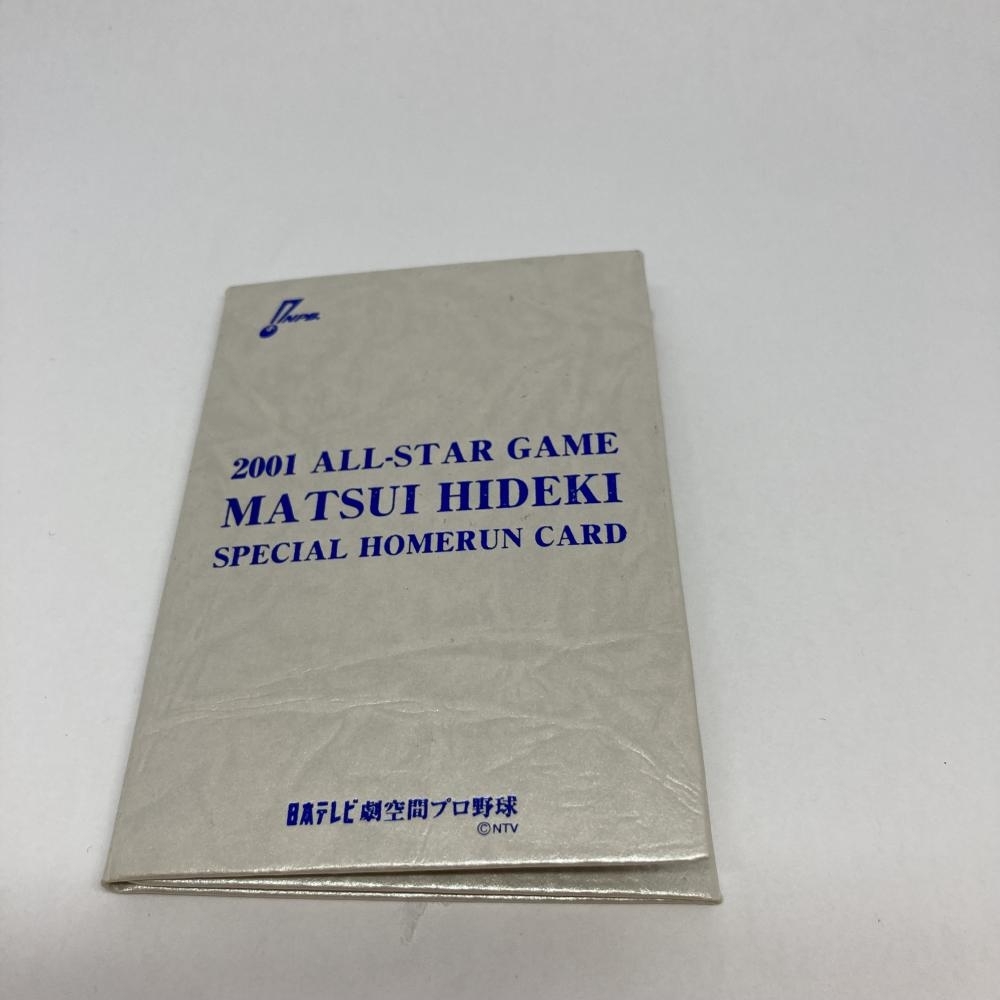 NPB.
2001 ALL-STAR GAME
MATSUI HIDEKI
SPECIAL HOMERUN CARD
日本テレビ 劇空間プロ野球
©NTV